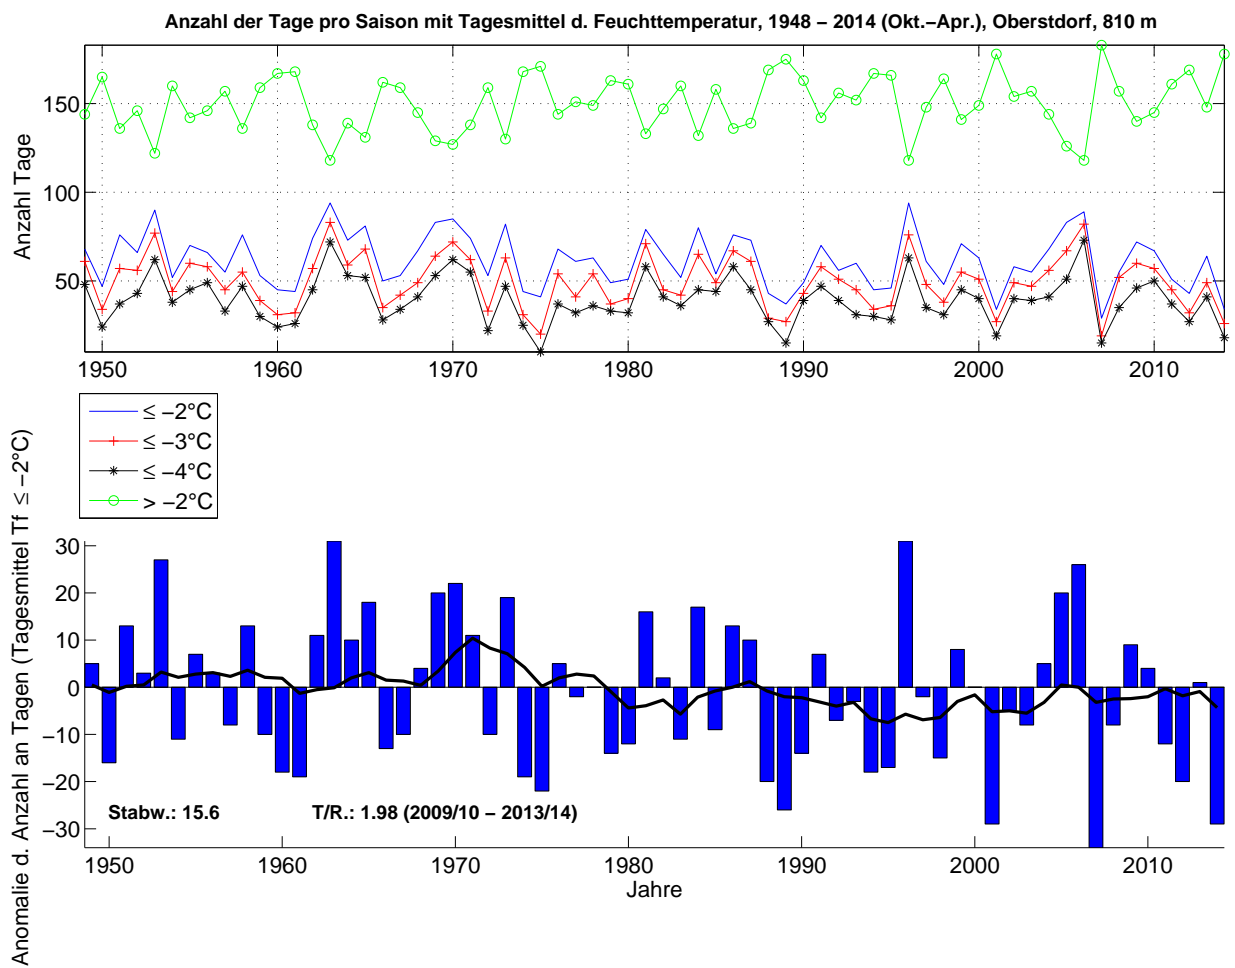 Anzahl der Tage pro Saison mit Tagesmittel d. Feuchttemperatur, 1948 − 2014 (Okt.−Apr.), Oberstdorf, 810 m
Anzahl Tage
150
100
50
1950 1960 1970 1980 1990 2000 2010
≤ −2°C
≤ −3°C
≤ −4°C
> −2°C
Anomalie d. Anzahl an Tagen (Tagesmittel Tf ≤ −2°C)
30
20
10
0
−10
−20
−30
Stabw.: 15.6 T/R.: 1.98 (2009/10 − 2013/14)
1950 1960 1970 1980 1990 2000 2010
Jahre